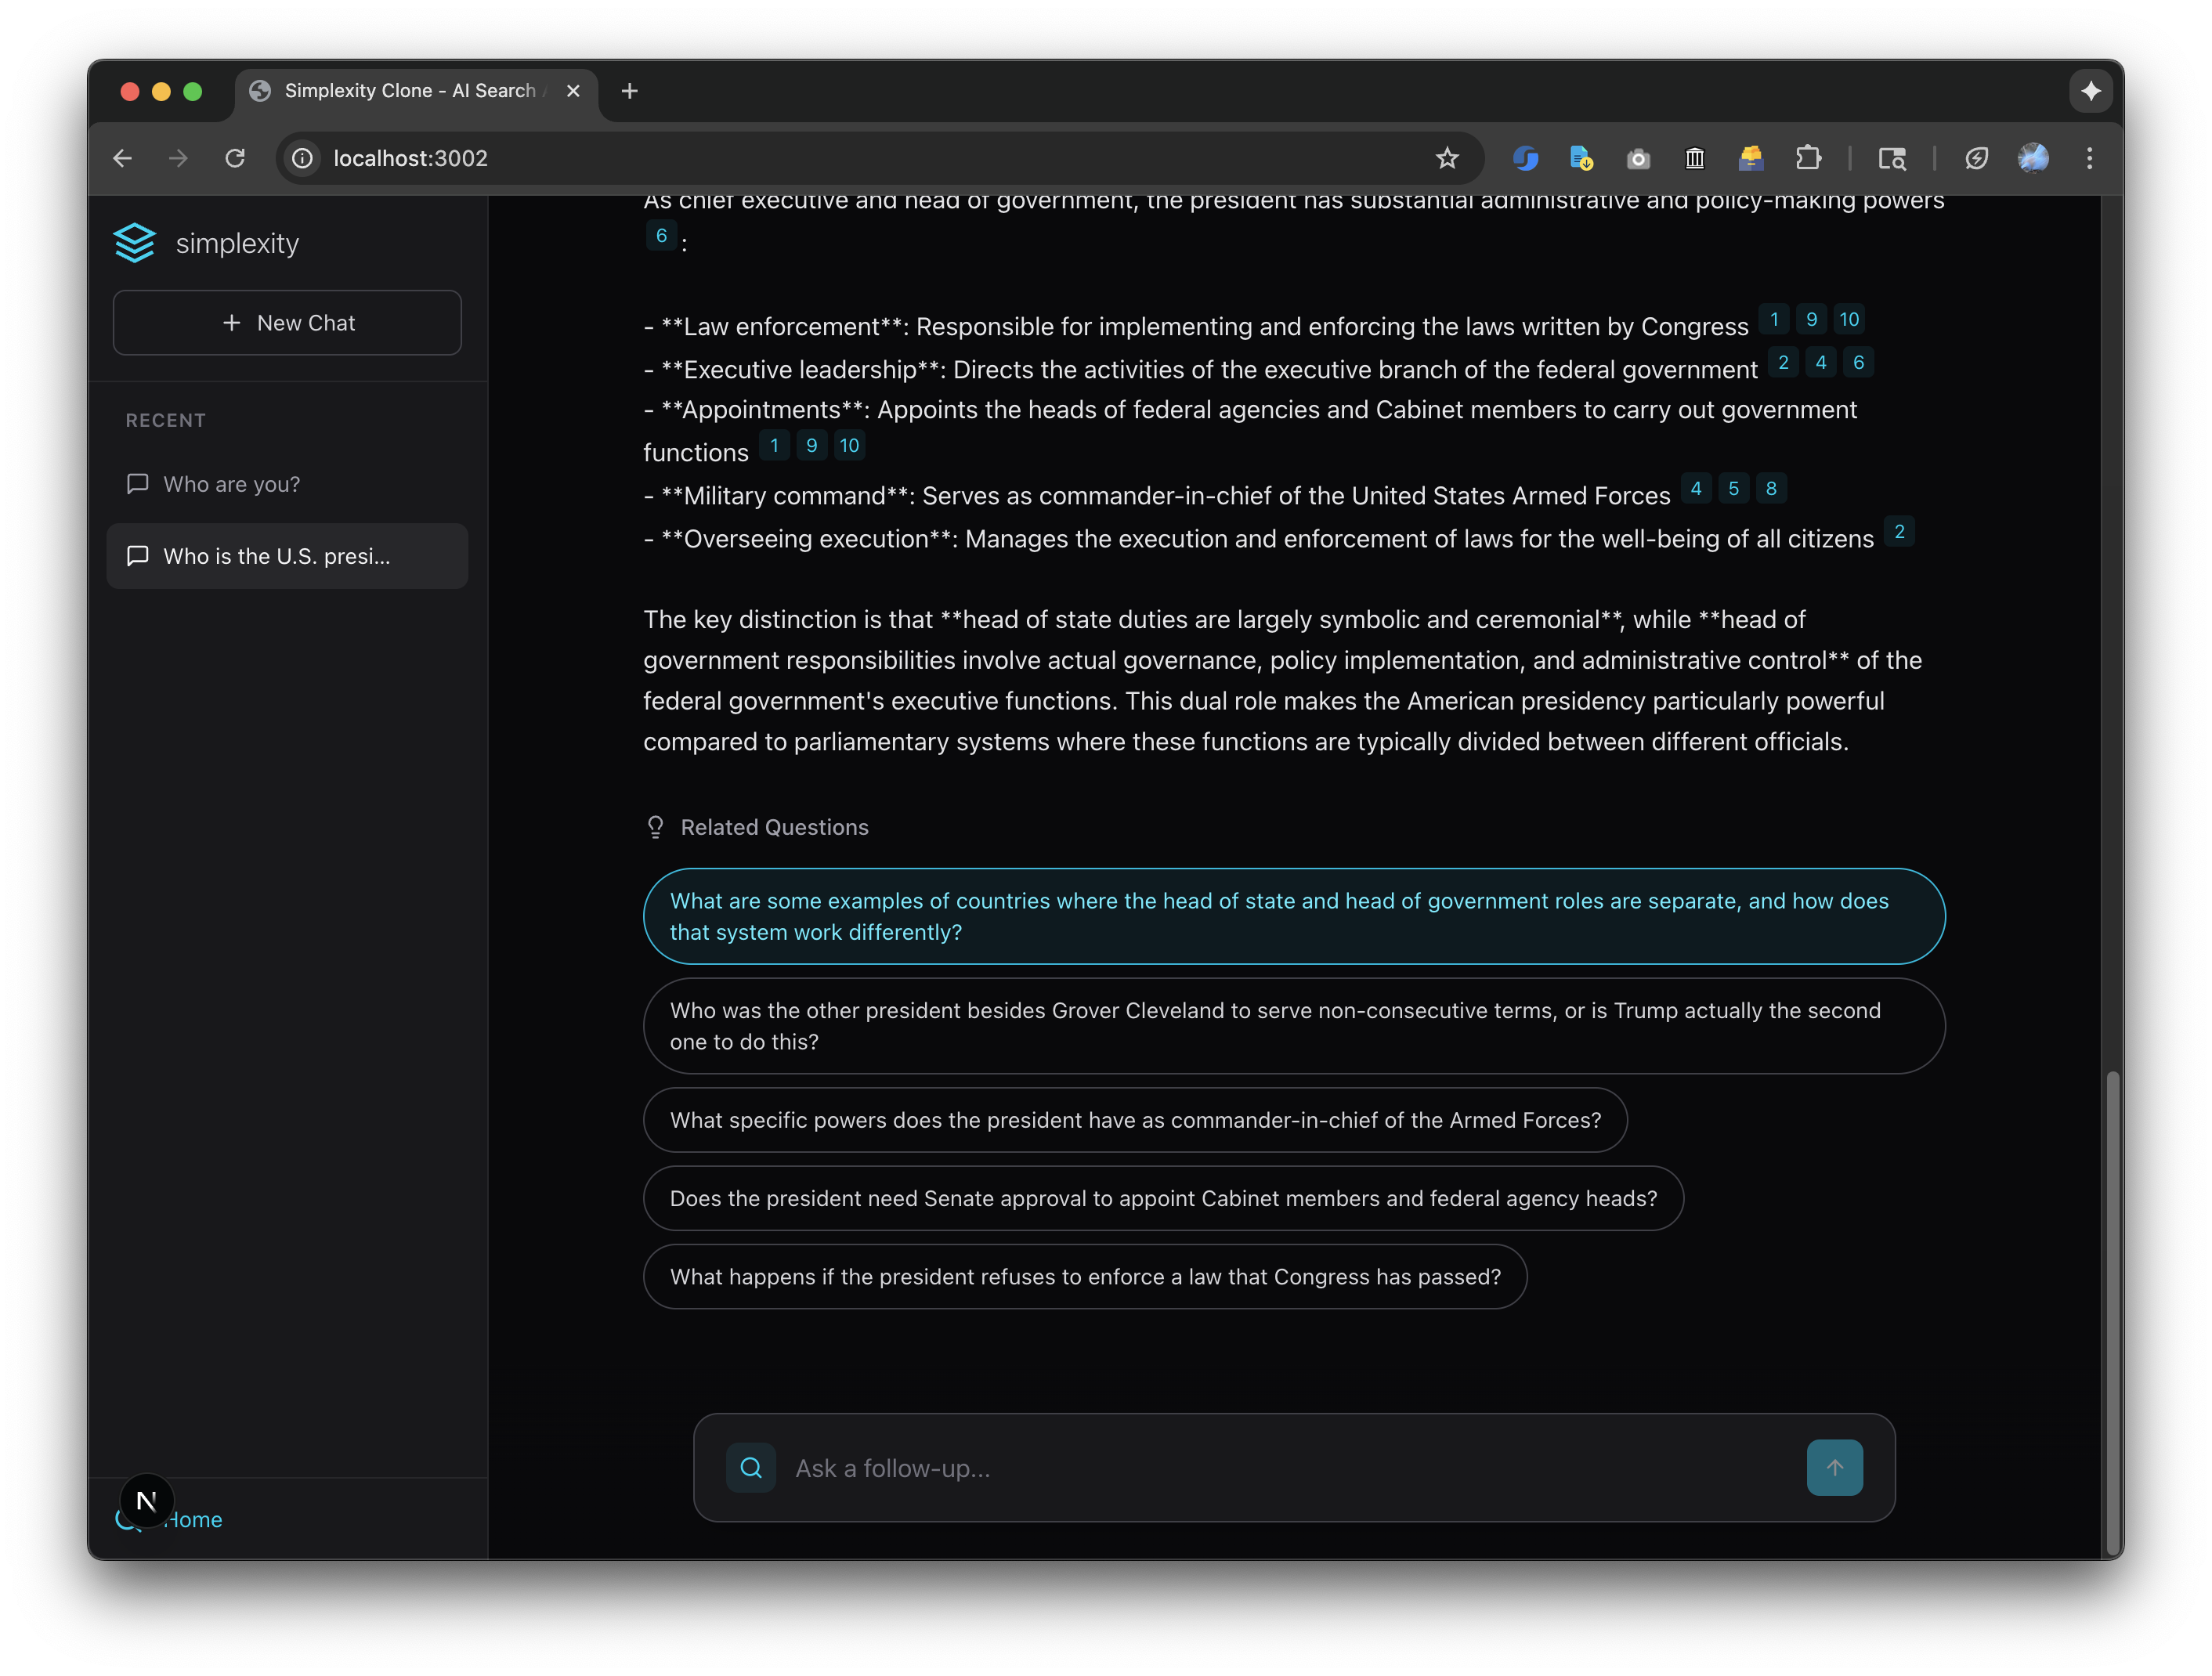 Simplexity Clone - AI Search
localhost:3002
simplexity
New Chat
RECENT
Who are you?
Who is the U.S. presi...
Home
As chief executive and head of government, the president has substantial administrative and policy-making powers
6 :
- **Law enforcement**: Responsible for implementing and enforcing the laws written by Congress 1 9 10
- **Executive leadership**: Directs the activities of the executive branch of the federal government 2 4 6
- **Appointments**: Appoints the heads of federal agencies and Cabinet members to carry out government
functions 1 9 10
- **Military command**: Serves as commander-in-chief of the United States Armed Forces 4 5 8
- **Overseeing execution**: Manages the execution and enforcement of laws for the well-being of all citizens 2
The key distinction is that **head of state duties are largely symbolic and ceremonial**, while **head of
government responsibilities involve actual governance, policy implementation, and administrative control** of the
federal government's executive functions. This dual role makes the American presidency particularly powerful
compared to parliamentary systems where these functions are typically divided between different officials.
Related Questions
What are some examples of countries where the head of state and head of government roles are separate, and how does
that system work differently?
Who was the other president besides Grover Cleveland to serve non-consecutive terms, or is Trump actually the second
one to do this?
What specific powers does the president have as commander-in-chief of the Armed Forces?
Does the president need Senate approval to appoint Cabinet members and federal agency heads?
What happens if the president refuses to enforce a law that Congress has passed?
Ask a follow-up...
N